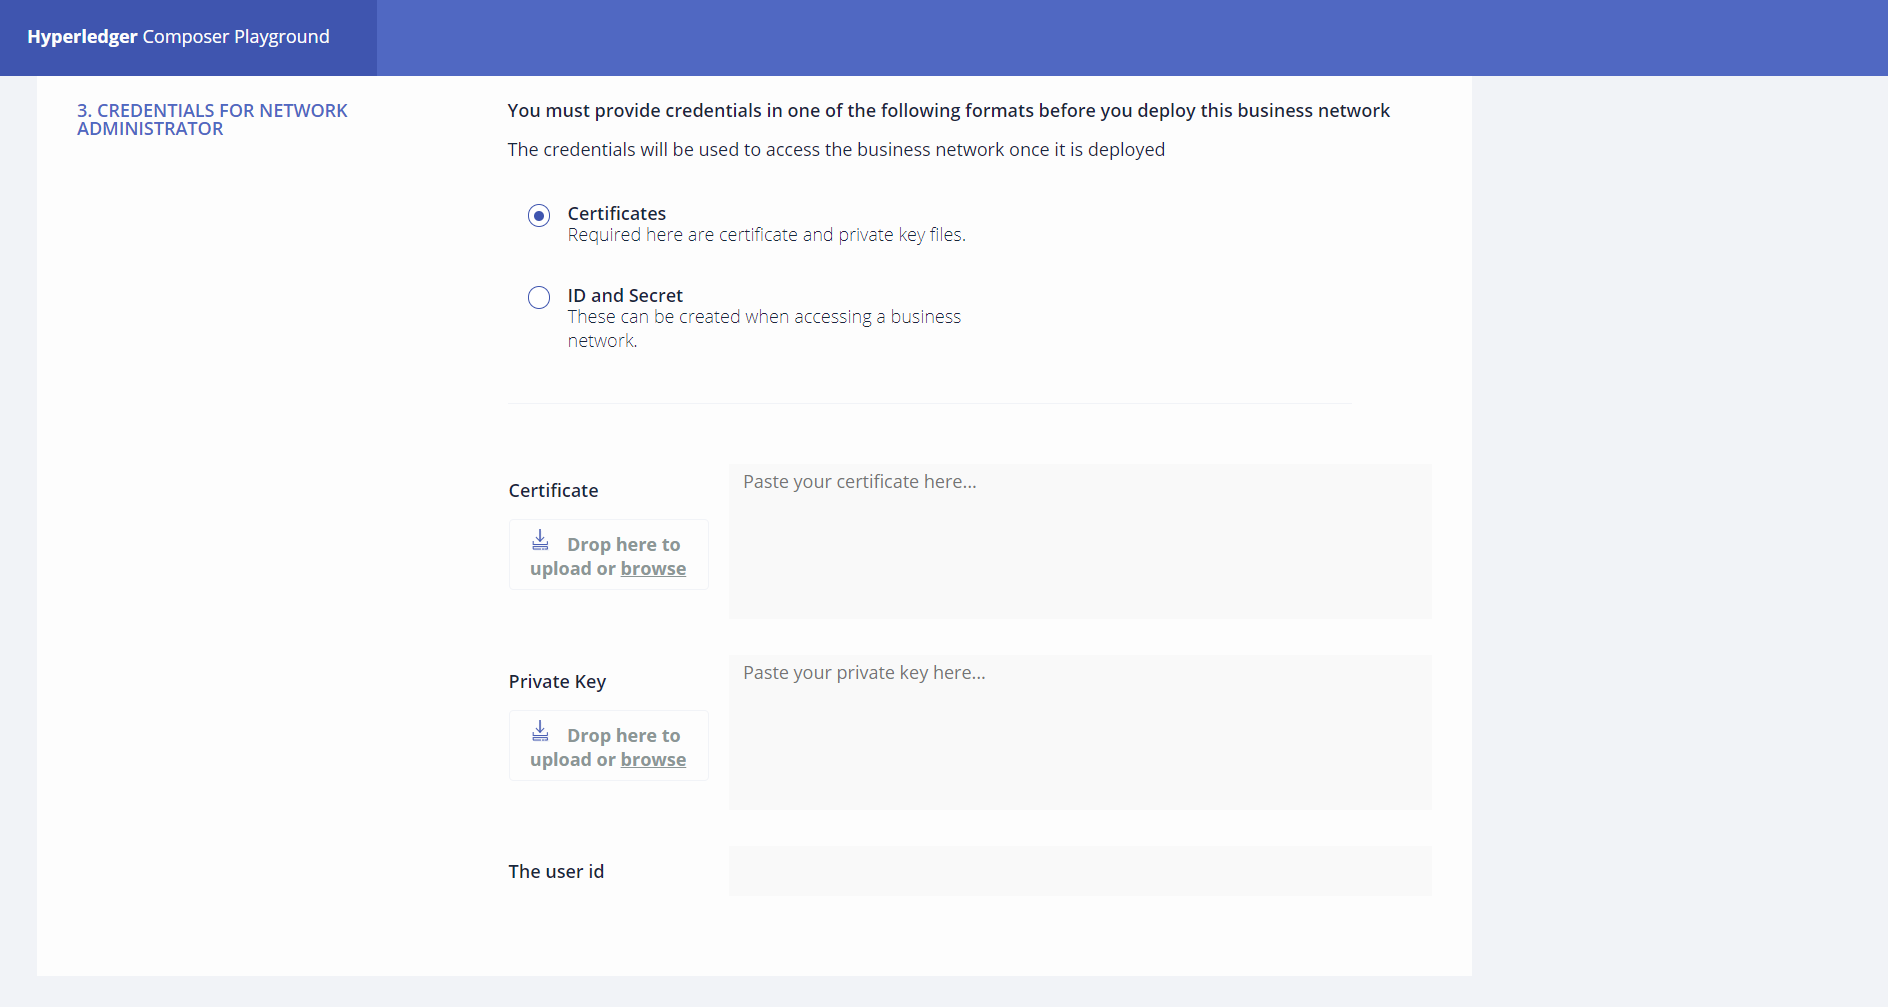 Hyperledger Composer Playground
3. CREDENTIALS FOR NETWORK
ADMINISTRATOR
You must provide credentials in one of the following formats before you deploy this business network
The credentials will be used to access the business network once it is deployed
Certificates
Required here are certificate and private key files.
ID and Secret
These can be created when accessing a business
network.
Certificate
Paste your certificate here...
Drop here to
upload or browse
Private Key
Paste your private key here...
Drop here to
upload or browse
The user id